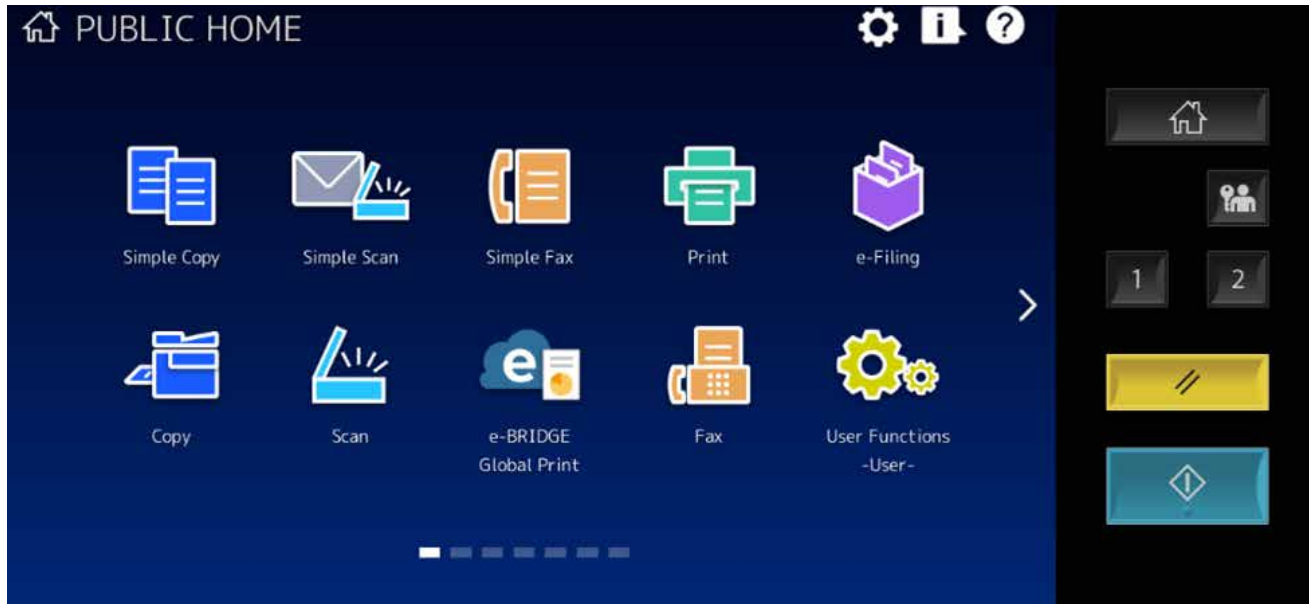 PUBLIC HOME
Simple Copy
Simple Scan
Simple Fax
Print
e-Filing
Copy
Scan
e-BRIDGE
Global Print
Fax
User Functions
-User-
1
2